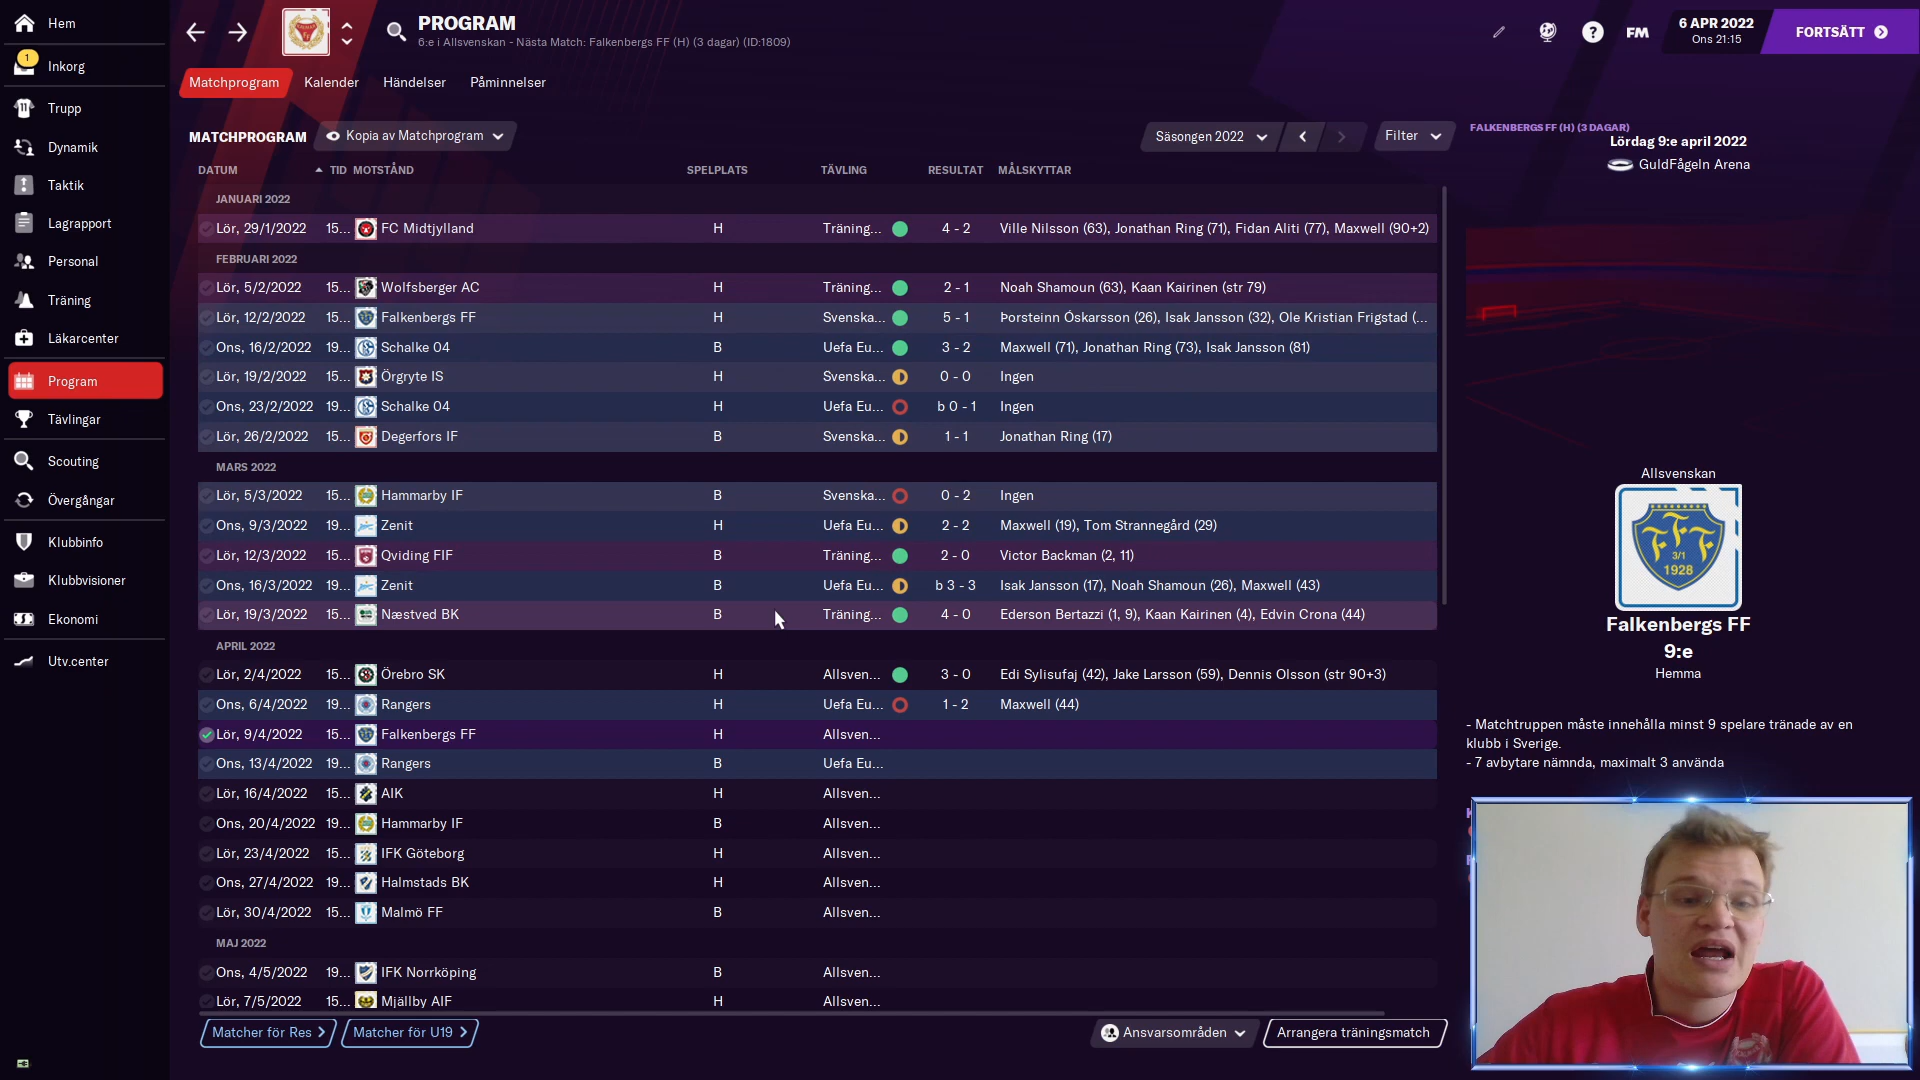 Hem
1
Inkorg
Trupp
Dynamik
Taktik
Lagrapport
Personal
Träning
Läkarcenter
Program
Tävlingar
Scouting
Övergångar
Klubbinfo
Klubbvisioner
Ekonomi
Utv.center
PROGRAM
6:e i Allsvenskan - Nästa Match: Falkenbergs FF (H) (3 dagar) (ID:1809)
FM
6 APR 2022
Ons 21:15
FORTSÄTT
Matchprogram Kalender Händelser Påminnelser
MATCHPROGRAM Kopia av Matchprogram Säsongen 2022 Filter
DATUM TID MOTSTÅND SPELPLATS TÄVLING RESULTAT MÅLSKYTTAR
JANUARI 2022
Lör, 29/1/2022 15... FC Midtjylland H Träning... 4 - 2 Ville Nilsson (63), Jonathan Ring (71), Fidan Aliti (77), Maxwell (90+2)
FEBRUARI 2022
Lör, 5/2/2022 15... Wolfsberger AC H Träning... 2 - 1 Noah Shamoun (63), Kaan Kairinen (str 79)
Lör, 12/2/2022 15... Falkenbergs FF H Svenska... 5 - 1 Þorsteinn Óskarsson (26), Isak Jansson (32), Ole Kristian Frigstad (...
Ons, 16/2/2022 19... Schalke 04 B Uefa Eu... 3 - 2 Maxwell (71), Jonathan Ring (73), Isak Jansson (81)
Lör, 19/2/2022 15... Örgryte IS H Svenska... 0 - 0 Ingen
Ons, 23/2/2022 19... Schalke 04 H Uefa Eu... b 0 - 1 Ingen
Lör, 26/2/2022 15... Degerfors IF B Svenska... 1 - 1 Jonathan Ring (17)
MARS 2022
Lör, 5/3/2022 15... Hammarby IF B Svenska... 0 - 2 Ingen
Ons, 9/3/2022 19... Zenit H Uefa Eu... 2 - 2 Maxwell (19), Tom Strannegård (29)
Lör, 12/3/2022 15... Qviding FIF B Träning... 2 - 0 Victor Backman (2, 11)
Ons, 16/3/2022 19... Zenit B Uefa Eu... b 3 - 3 Isak Jansson (17), Noah Shamoun (26), Maxwell (43)
Lör, 19/3/2022 15... Næstved BK B Träning... 4 - 0 Ederson Bertazzi (1, 9), Kaan Kairinen (4), Edvin Crona (44)
APRIL 2022
Lör, 2/4/2022 15... Örebro SK H Allsven... 3 - 0 Edi Sylisufaj (42), Jake Larsson (59), Dennis Olsson (str 90+3)
Ons, 6/4/2022 19... Rangers H Uefa Eu... 1 - 2 Maxwell (44)
Lör, 9/4/2022 15... Falkenbergs FF H Allsven...
Ons, 13/4/2022 19... Rangers B Uefa Eu...
Lör, 16/4/2022 15... AIK H Allsven...
Ons, 20/4/2022 19... Hammarby IF B Allsven...
Lör, 23/4/2022 15... IFK Göteborg H Allsven...
Ons, 27/4/2022 19... Halmstads BK H Allsven...
Lör, 30/4/2022 15... Malmö FF B Allsven...
MAJ 2022
Ons, 4/5/2022 19... IFK Norrköping B Allsven...
Lör, 7/5/2022 15... Mjällby AIF H Allsven...
Matcher för Res Matcher för U19 Ansvarsområden Arrangera träningsmatch
FALKENBERGS FF (H) (3 DAGAR)
Lördag 9:e april 2022
GuldFågeln Arena
Allsvenskan
FFF
3/1
1928
Falkenbergs FF
9:e
Hemma
- Matchtruppen måste innehålla minst 9 spelare tränade av en
klubb i Sverige.
- 7 avbytare nämnda, maximalt 3 använda